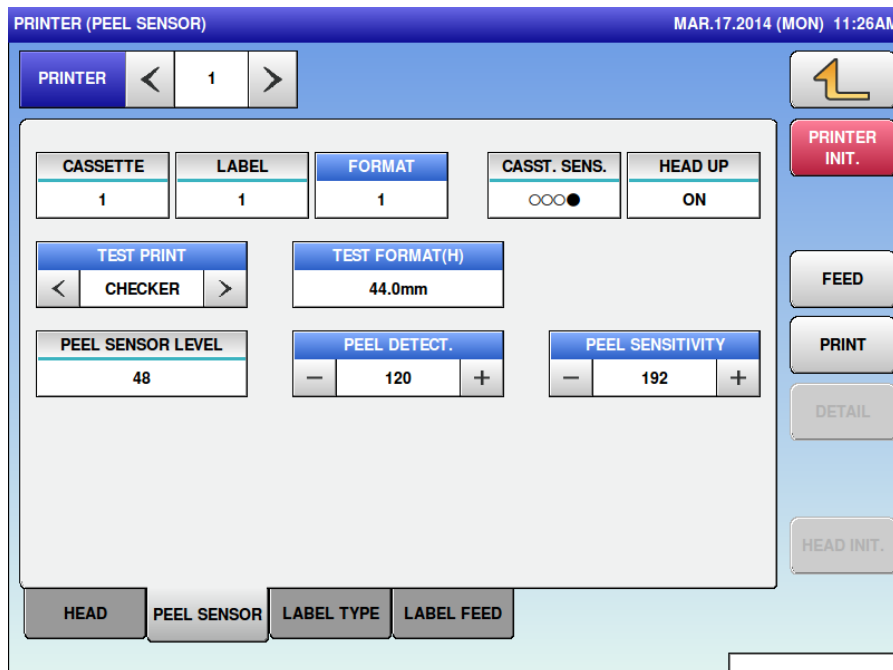 PRINTER (PEEL SENSOR) MAR.17.2014 (MON) 11:26AM
PRINTER < 1 >
PRINTER
INIT.
CASSETTE LABEL FORMAT CASST. SENS. HEAD UP
1 1 1 ○○○● ON
TEST PRINT TEST FORMAT(H)
< CHECKER > 44.0mm
FEED
PEEL SENSOR LEVEL PEEL DETECT. PEEL SENSITIVITY
48 − 120 + − 192 +
PRINT
DETAIL
HEAD INIT.
HEAD PEEL SENSOR LABEL TYPE LABEL FEED